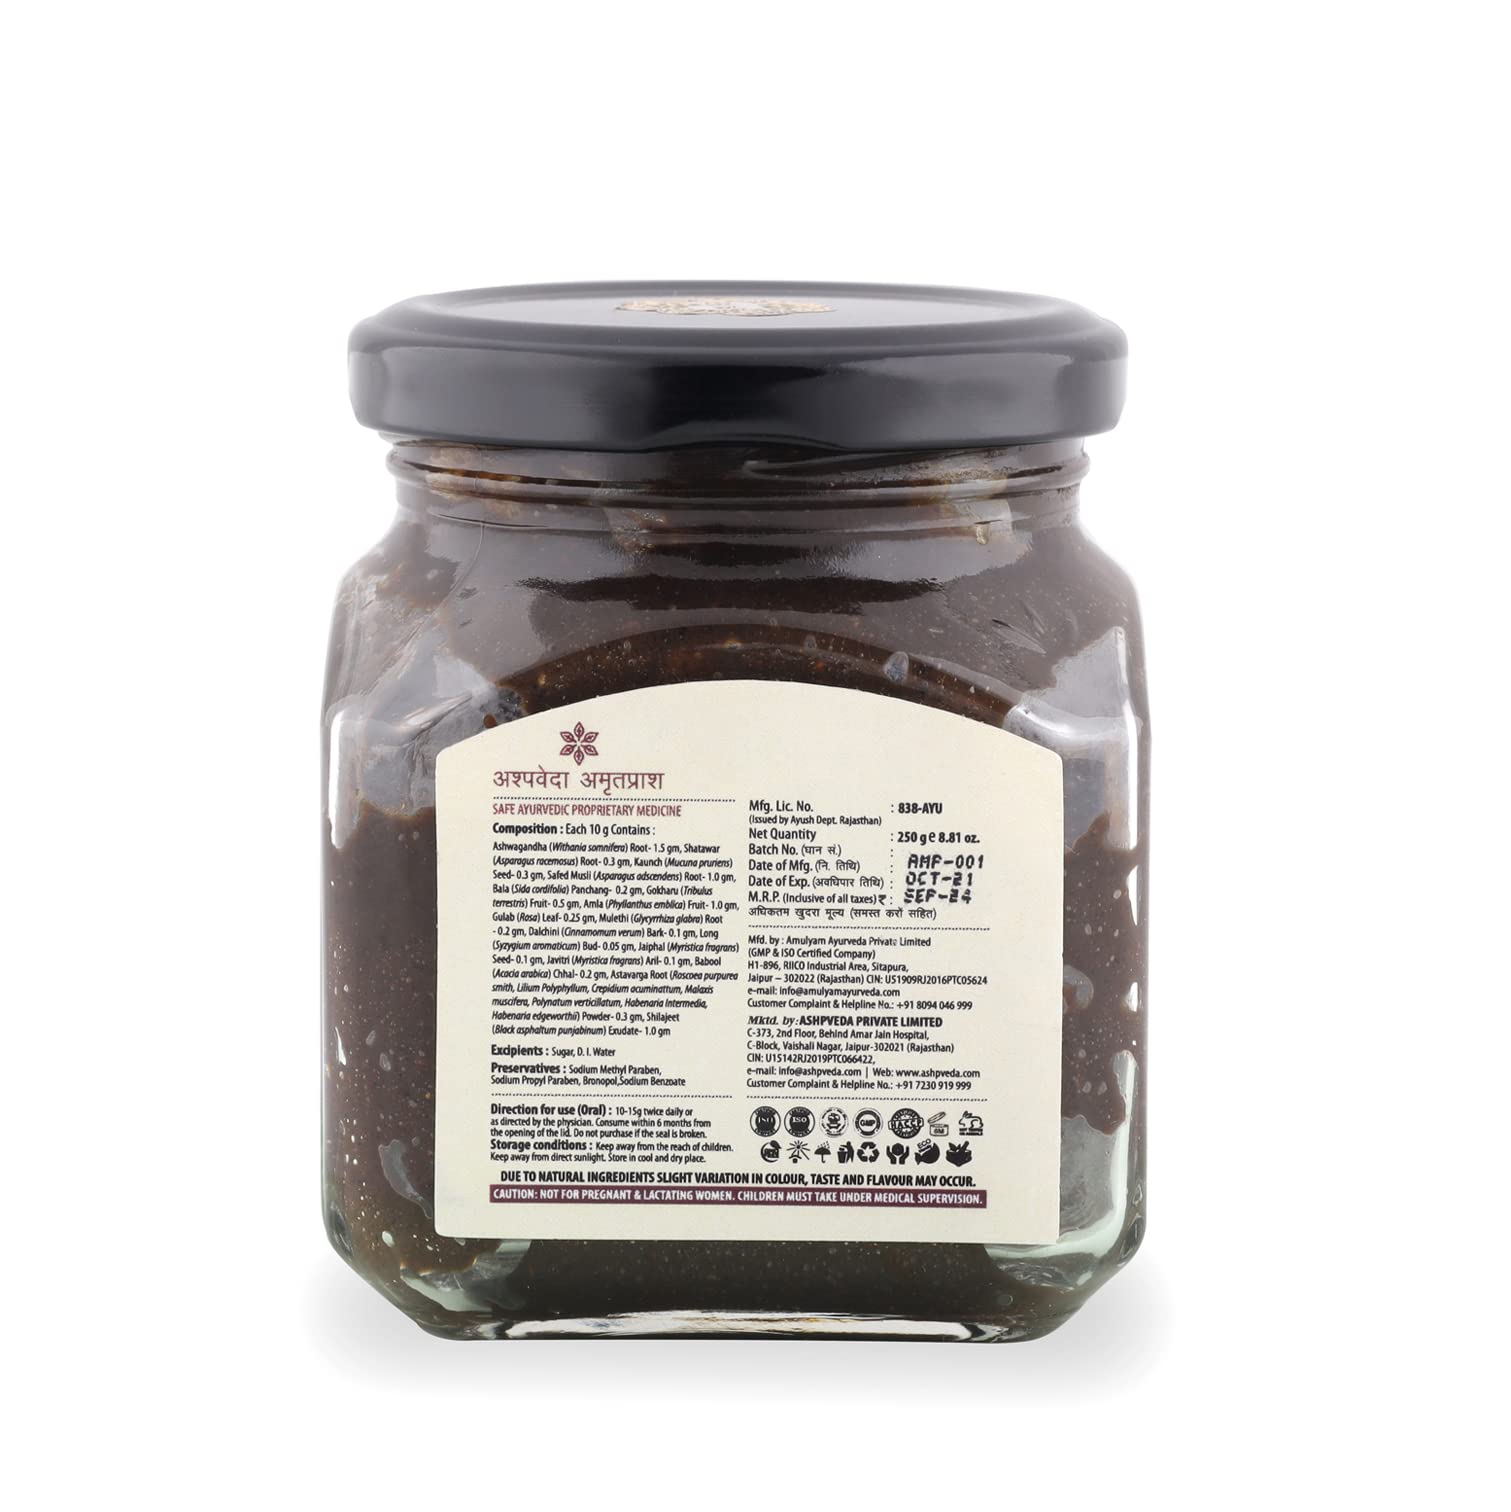 अश्पवेदा अमृतप्राश
SAFE AYURVEDIC PROPRIETARY MEDICINE
Composition : Each 10 g Contains :
Ashwagandha (Withania somnifera) Root- 1.5 gm, Shatawar
(Asparagus racemosus) Root- 0.3 gm, Kaunch (Mucuna pruriens)
Seed- 0.3 gm, Safed Musli (Asparagus adscendens) Root- 1.0 gm,
Bala (Sida cordifolia) Panchang- 0.2 gm, Gokharu (Tribulus
terrestris) Fruit- 0.5 gm, Amla (Phyllanthus emblica) Fruit- 1.0 gm,
Gulab (Rosa) Leaf- 0.25 gm, Mulethi (Glycyrrhiza glabra) Root
- 0.2 gm, Dalchini (Cinnamomum verum) Bark- 0.1 gm, Long
(Syzygium aromaticum) Bud- 0.05 gm, Jaiphal (Myristica fragrans)
Seed- 0.1 gm, Javitri (Myristica fragrans) Aril- 0.1 gm, Babool
(Acacia arabica) Chhal- 0.2 gm, Astavarga Root (Roscoea purpurea
smith, Lilium Polyphyllum, Crepidium acuminattum, Malaxis
muscifera, Polynatum verticillatum, Habenaria Intermedia,
Habenaria edgeworthii) Powder- 0.3 gm, Shilajeet
(Black asphaltum punjabinum) Exudate- 1.0 gm
Excipients : Sugar, D. I. Water
Preservatives : Sodium Methyl Paraben,
Sodium Propyl Paraben, Bronopol,Sodium Benzoate
Direction for use (Oral) : 10-15g twice daily or
as directed by the physician. Consume within 6 months from
the opening of the lid. Do not purchase if the seal is broken.
Storage conditions : Keep away from the reach of children.
Keep away from direct sunlight. Store in cool and dry place.
Mfg. Lic. No. : 838-AYU
(Issued by Ayush Dept. Rajasthan)
Net Quantity : 250 g e 8.81 oz.
Batch No. (घान सं.) : AMP-001
Date of Mfg. (नि. तिथि) : OCT-21
Date of Exp. (अवधिपार तिथि) : SEP-24
M.R.P. (Inclusive of all taxes) ₹ :
अधिकतम खुदरा मूल्य (समस्त करों सहित)
Mfd. by : Amulyam Ayurveda Private Limited
(GMP & ISO Certified Company)
H1-896, RIICO Industrial Area, Sitapura,
Jaipur – 302022 (Rajasthan) CIN: U51909RJ2016PTC05624
e-mail: info@amulyamayurveda.com
Customer Complaint & Helpline No.: +91 8094 046 999
Mktd. by: ASHPVEDA PRIVATE LIMITED
C-373, 2nd Floor, Behind Amar Jain Hospital,
C-Block, Vaishali Nagar, Jaipur-302021 (Rajasthan)
CIN: U15142RJ2019PTC066422,
e-mail: info@ashpveda.com | Web: www.ashpveda.com
Customer Complaint & Helpline No.: +91 7230 919 999
ISO ISO GMP HACCP
ECO
DUE TO NATURAL INGREDIENTS SLIGHT VARIATION IN COLOUR, TASTE AND FLAVOUR MAY OCCUR.
CAUTION: NOT FOR PREGNANT & LACTATING WOMEN. CHILDREN MUST TAKE UNDER MEDICAL SUPERVISION.